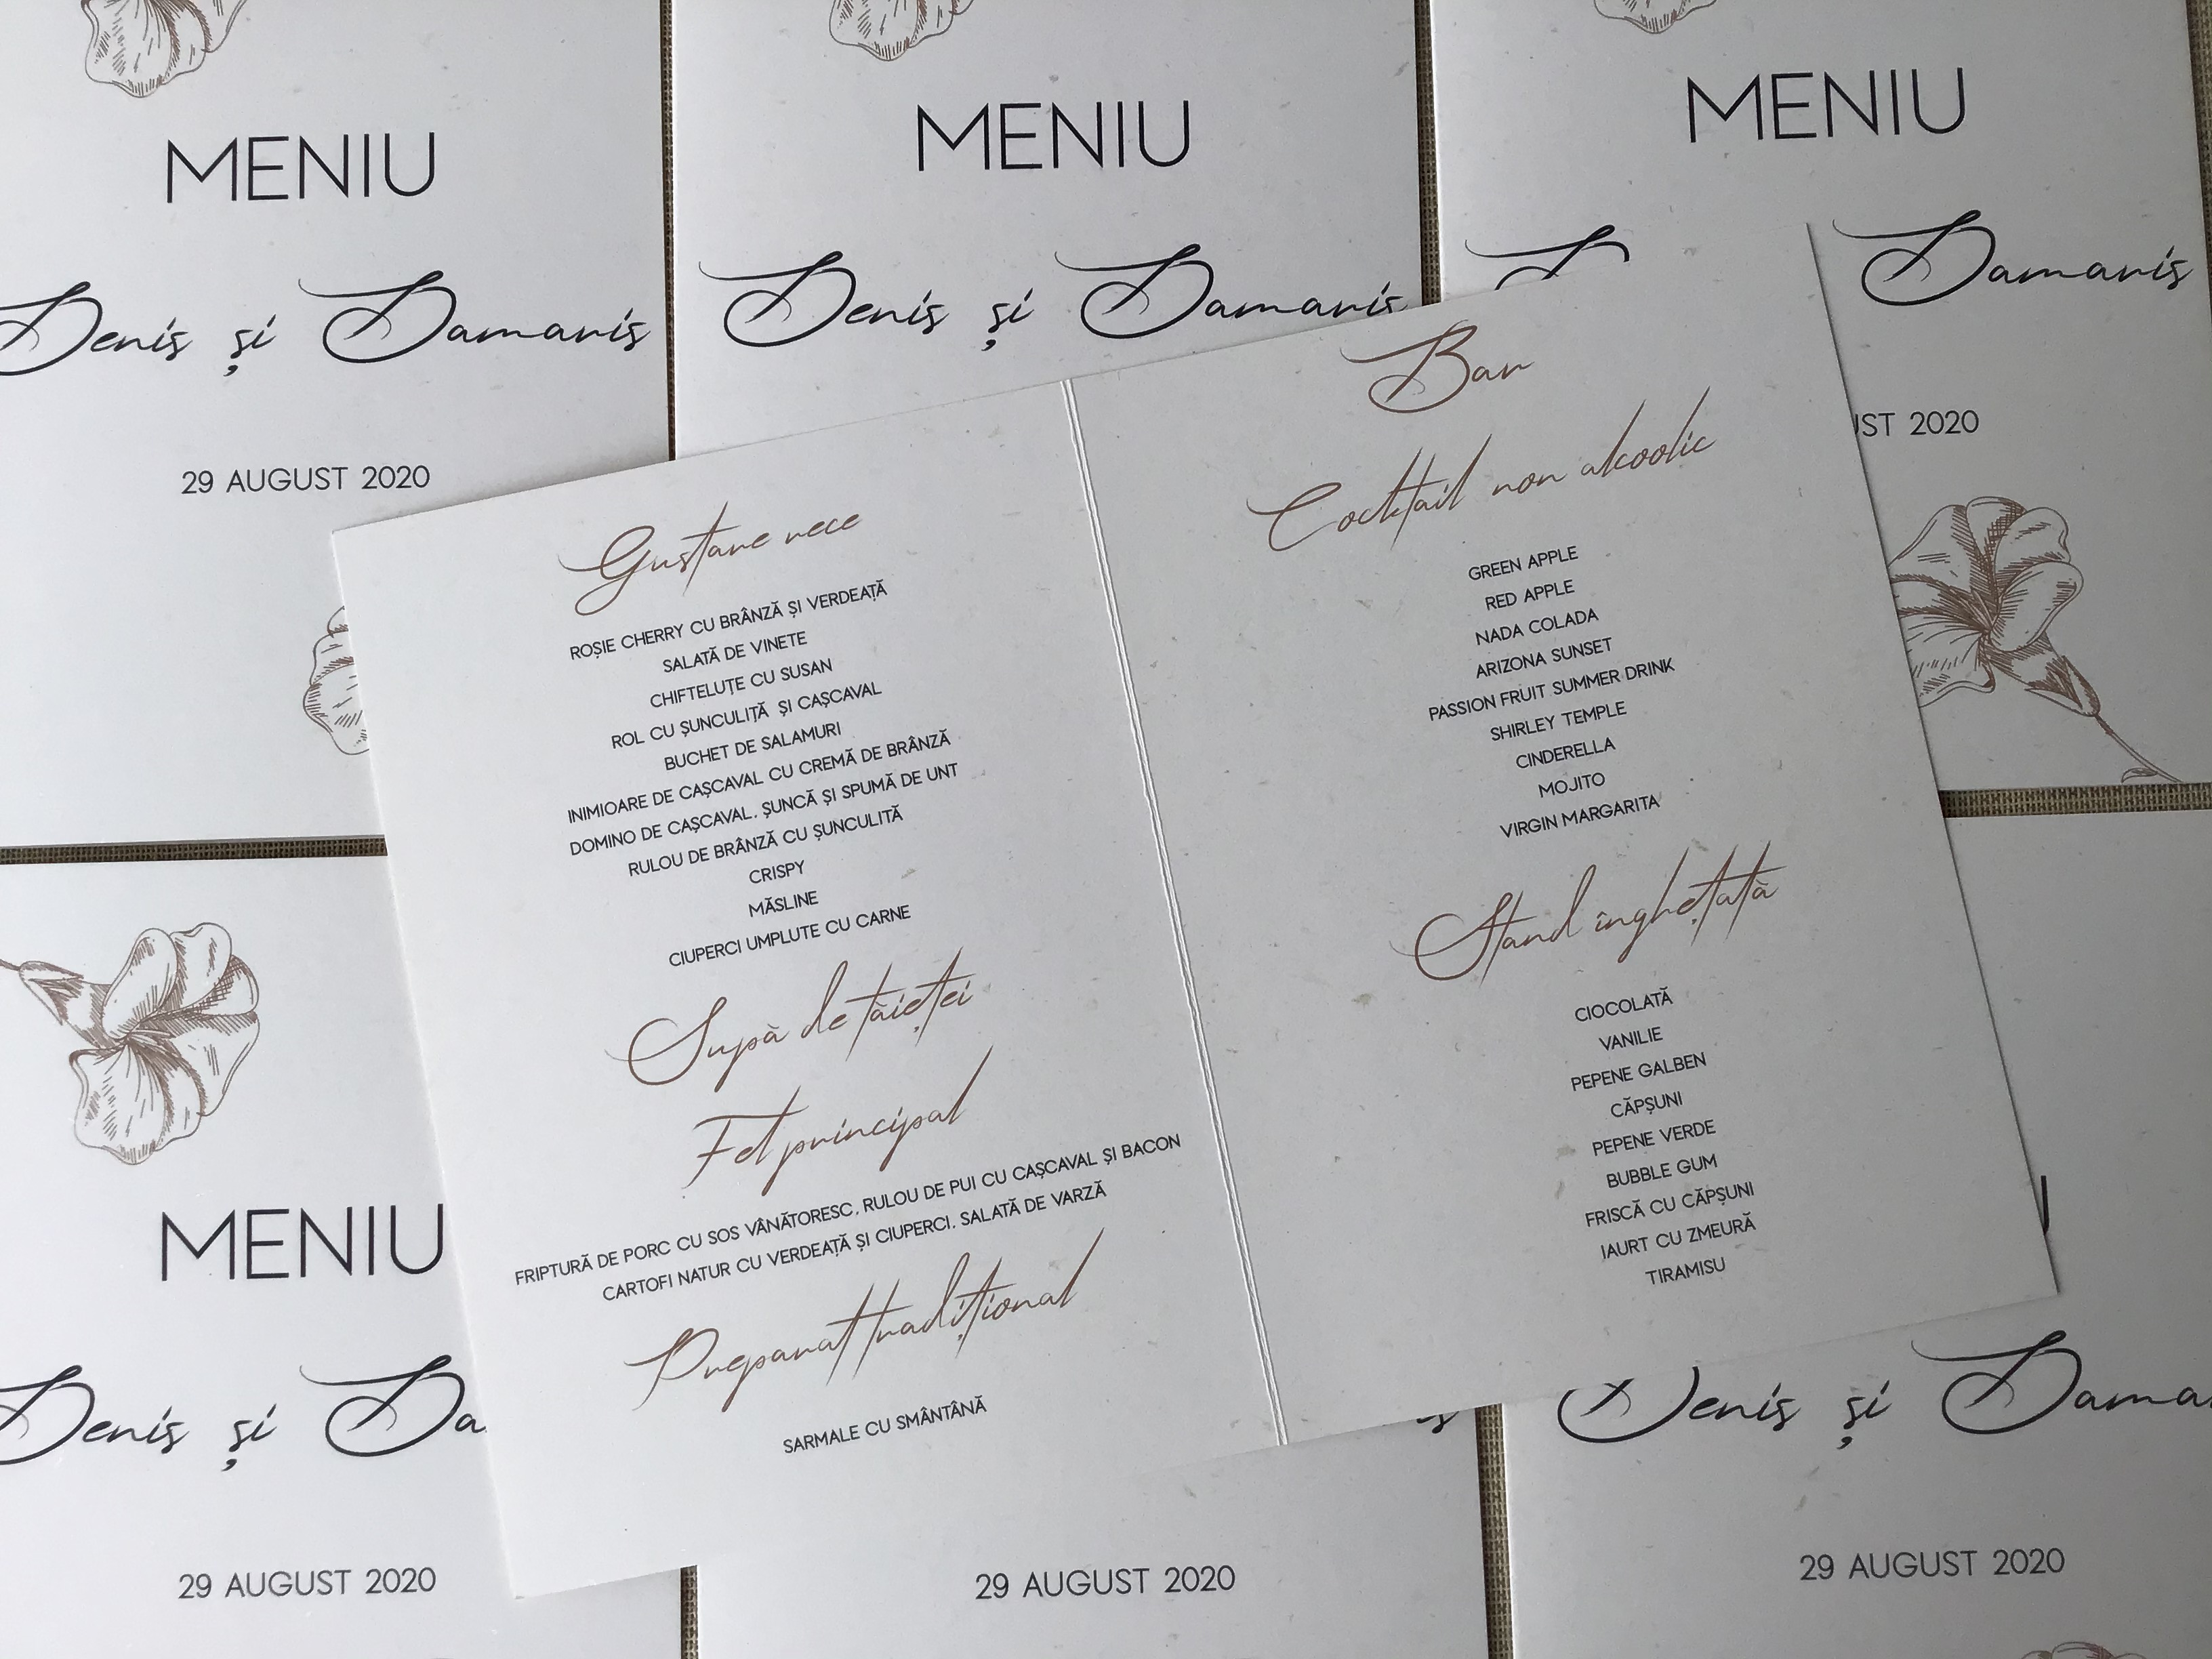 MENIU
Deniș și Damaris
29 AUGUST 2020
MENIU
Deniș și Damaris
MENIU
Damaris
2020
Gustare rece
ROȘIE CHERRY CU BRÂNZĂ ȘI VERDEAȚĂ
SALATĂ DE VINETE
CHIFTELUȚE CU SUSAN
ROL CU ȘUNCULIȚĂ ȘI CAȘCAVAL
BUCHET DE SALAMURI
INIMIOARE DE CAȘCAVAL CU CREMĂ DE BRÂNZĂ
DOMINO DE CAȘCAVAL, ȘUNCĂ ȘI SPUMĂ DE UNT
RULOU DE BRÂNZĂ CU ȘUNCULITĂ
CRISPY
MĂSLINE
CIUPERCI UMPLUTE CU CARNE
Supă de tăieței
Fel principal
FRIPTURĂ DE PORC CU SOS VÂNĂTORESC, RULOU DE PUI CU CAȘCAVAL ȘI BACON
CARTOFI NATUR CU VERDEAȚĂ ȘI CIUPERCI, SALATĂ DE VARZĂ
Preparat tradițional
SARMALE CU SMÂNTÂNĂ
Bar
Cocktail non alcoolic
GREEN APPLE
RED APPLE
NADA COLADA
ARIZONA SUNSET
PASSION FRUIT SUMMER DRINK
SHIRLEY TEMPLE
CINDERELLA
MOJITO
VIRGIN MARGARITA
Stand înghețată
CIOCOLATĂ
VANILIE
PEPENE GALBEN
CĂPȘUNI
PEPENE VERDE
BUBBLE GUM
FRISCĂ CU CĂPȘUNI
IAURT CU ZMEURĂ
TIRAMISU
MENIU
Deniș și Da
29 AUGUST 2020
29 AUGUST 2020
Deniș și Dama
29 AUGUST 2020